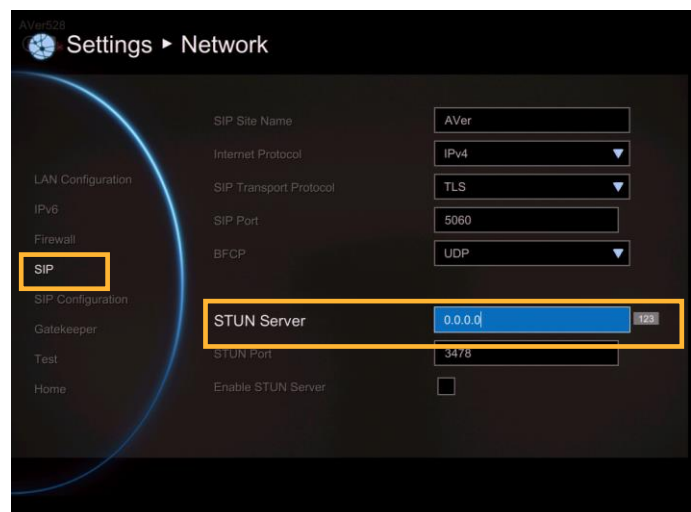 AVer528
Settings ▸ Network
SIP Site Name AVer
Internet Protocol IPv4
LAN Configuration
SIP Transport Protocol TLS
IPv6
SIP Port 5060
Firewall
BFCP UDP
SIP
SIP Configuration
STUN Server 0.0.0.0 123
Gatekeeper
STUN Port 3478
Test
Enable STUN Server
Home